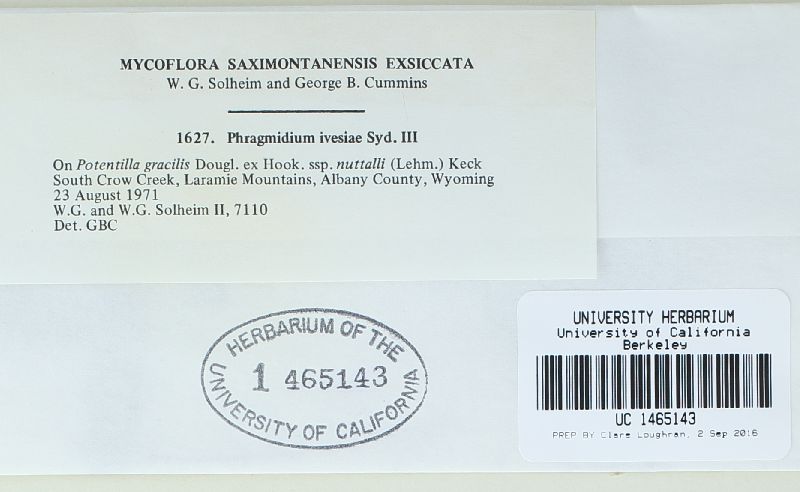 MYCOFLORA SAXIMONTANENSIS EXSICCATA
W. G. Solheim and George B. Cummins
1627. Phragmidium ivesiae Syd. III
On Potentilla gracilis Dougl. ex Hook. ssp. nuttalli (Lehm.) Keck
South Crow Creek, Laramie Mountains, Albany County, Wyoming
23 August 1971
W.G. and W.G. Solheim II, 7110
Det. GBC
HERBARIUM OF THE
1 465143
UNIVERSITY OF CALIFORNIA
UNIVERSITY HERBARIUM
University of California
Berkeley
UC 1465143
PREP BY Clare Loughran, 2 Sep 2016